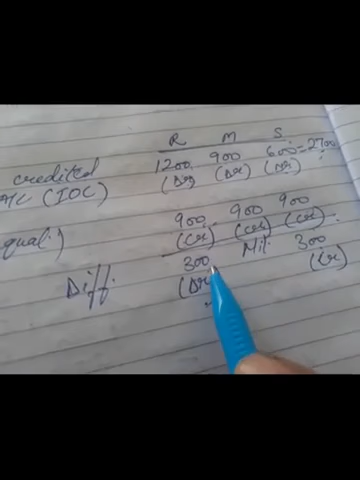 R M S
credited 1200 900 600 = 2700
A/C (IOC) (Dr) (Dr) (Dr)
900 900 900
equal) (Cr) (Cr) (Cr)
Diff. 300 Nil 300
(Dr) (Cr)